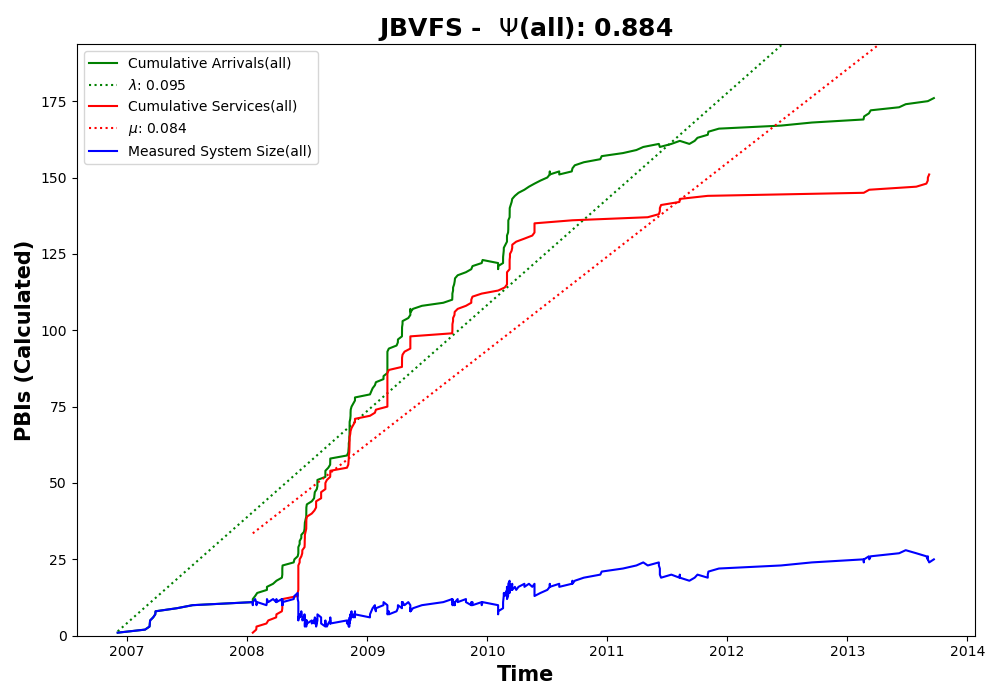 JBVFS - Ψ(all): 0.884
Cumulative Arrivals(all)
λ: 0.095
Cumulative Services(all)
μ: 0.084
Measured System Size(all)
PBIs (Calculated)
175
150
125
100
75
50
25
0
2007 2008 2009 2010 2011 2012 2013 2014
Time